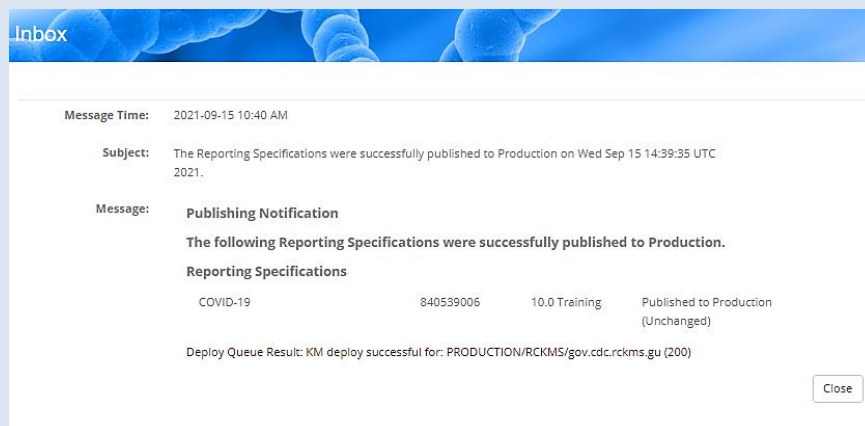 Inbox
Message Time: 2021-09-15 10:40 AM
Subject: The Reporting Specifications were successfully published to Production on Wed Sep 15 14:39:35 UTC
2021.
Message: Publishing Notification
The following Reporting Specifications were successfully published to Production.
Reporting Specifications
COVID-19 840539006 10.0 Training Published to Production
(Unchanged)
Deploy Queue Result: KM deploy successful for: PRODUCTION/RCKMS/gov.cdc.rckms.gu (200)
Close